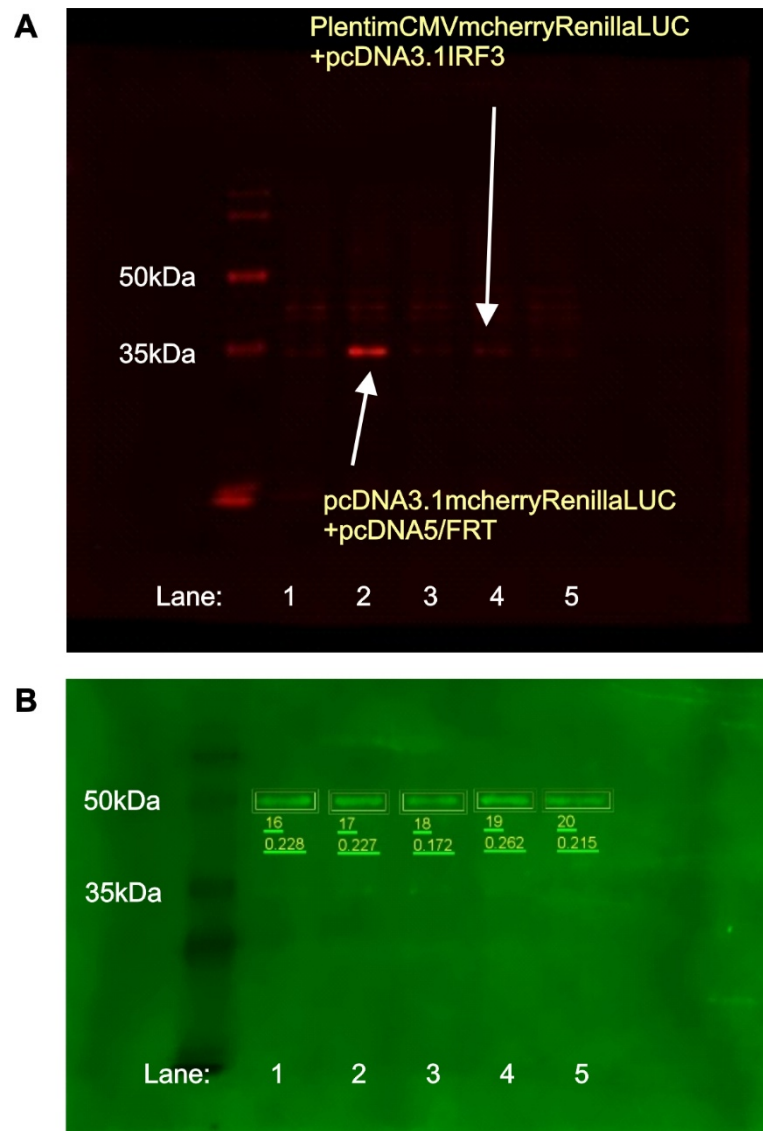 A
PlentimCMVmcherryRenillaLUC
+pcDNA3.1IRF3
50kDa
35kDa
pcDNA3.1mcherryRenillaLUC
+pcDNA5/FRT
Lane: 1 2 3 4 5
B
50kDa
16 17 18 19 20
0.228 0.227 0.172 0.262 0.215
35kDa
Lane: 1 2 3 4 5